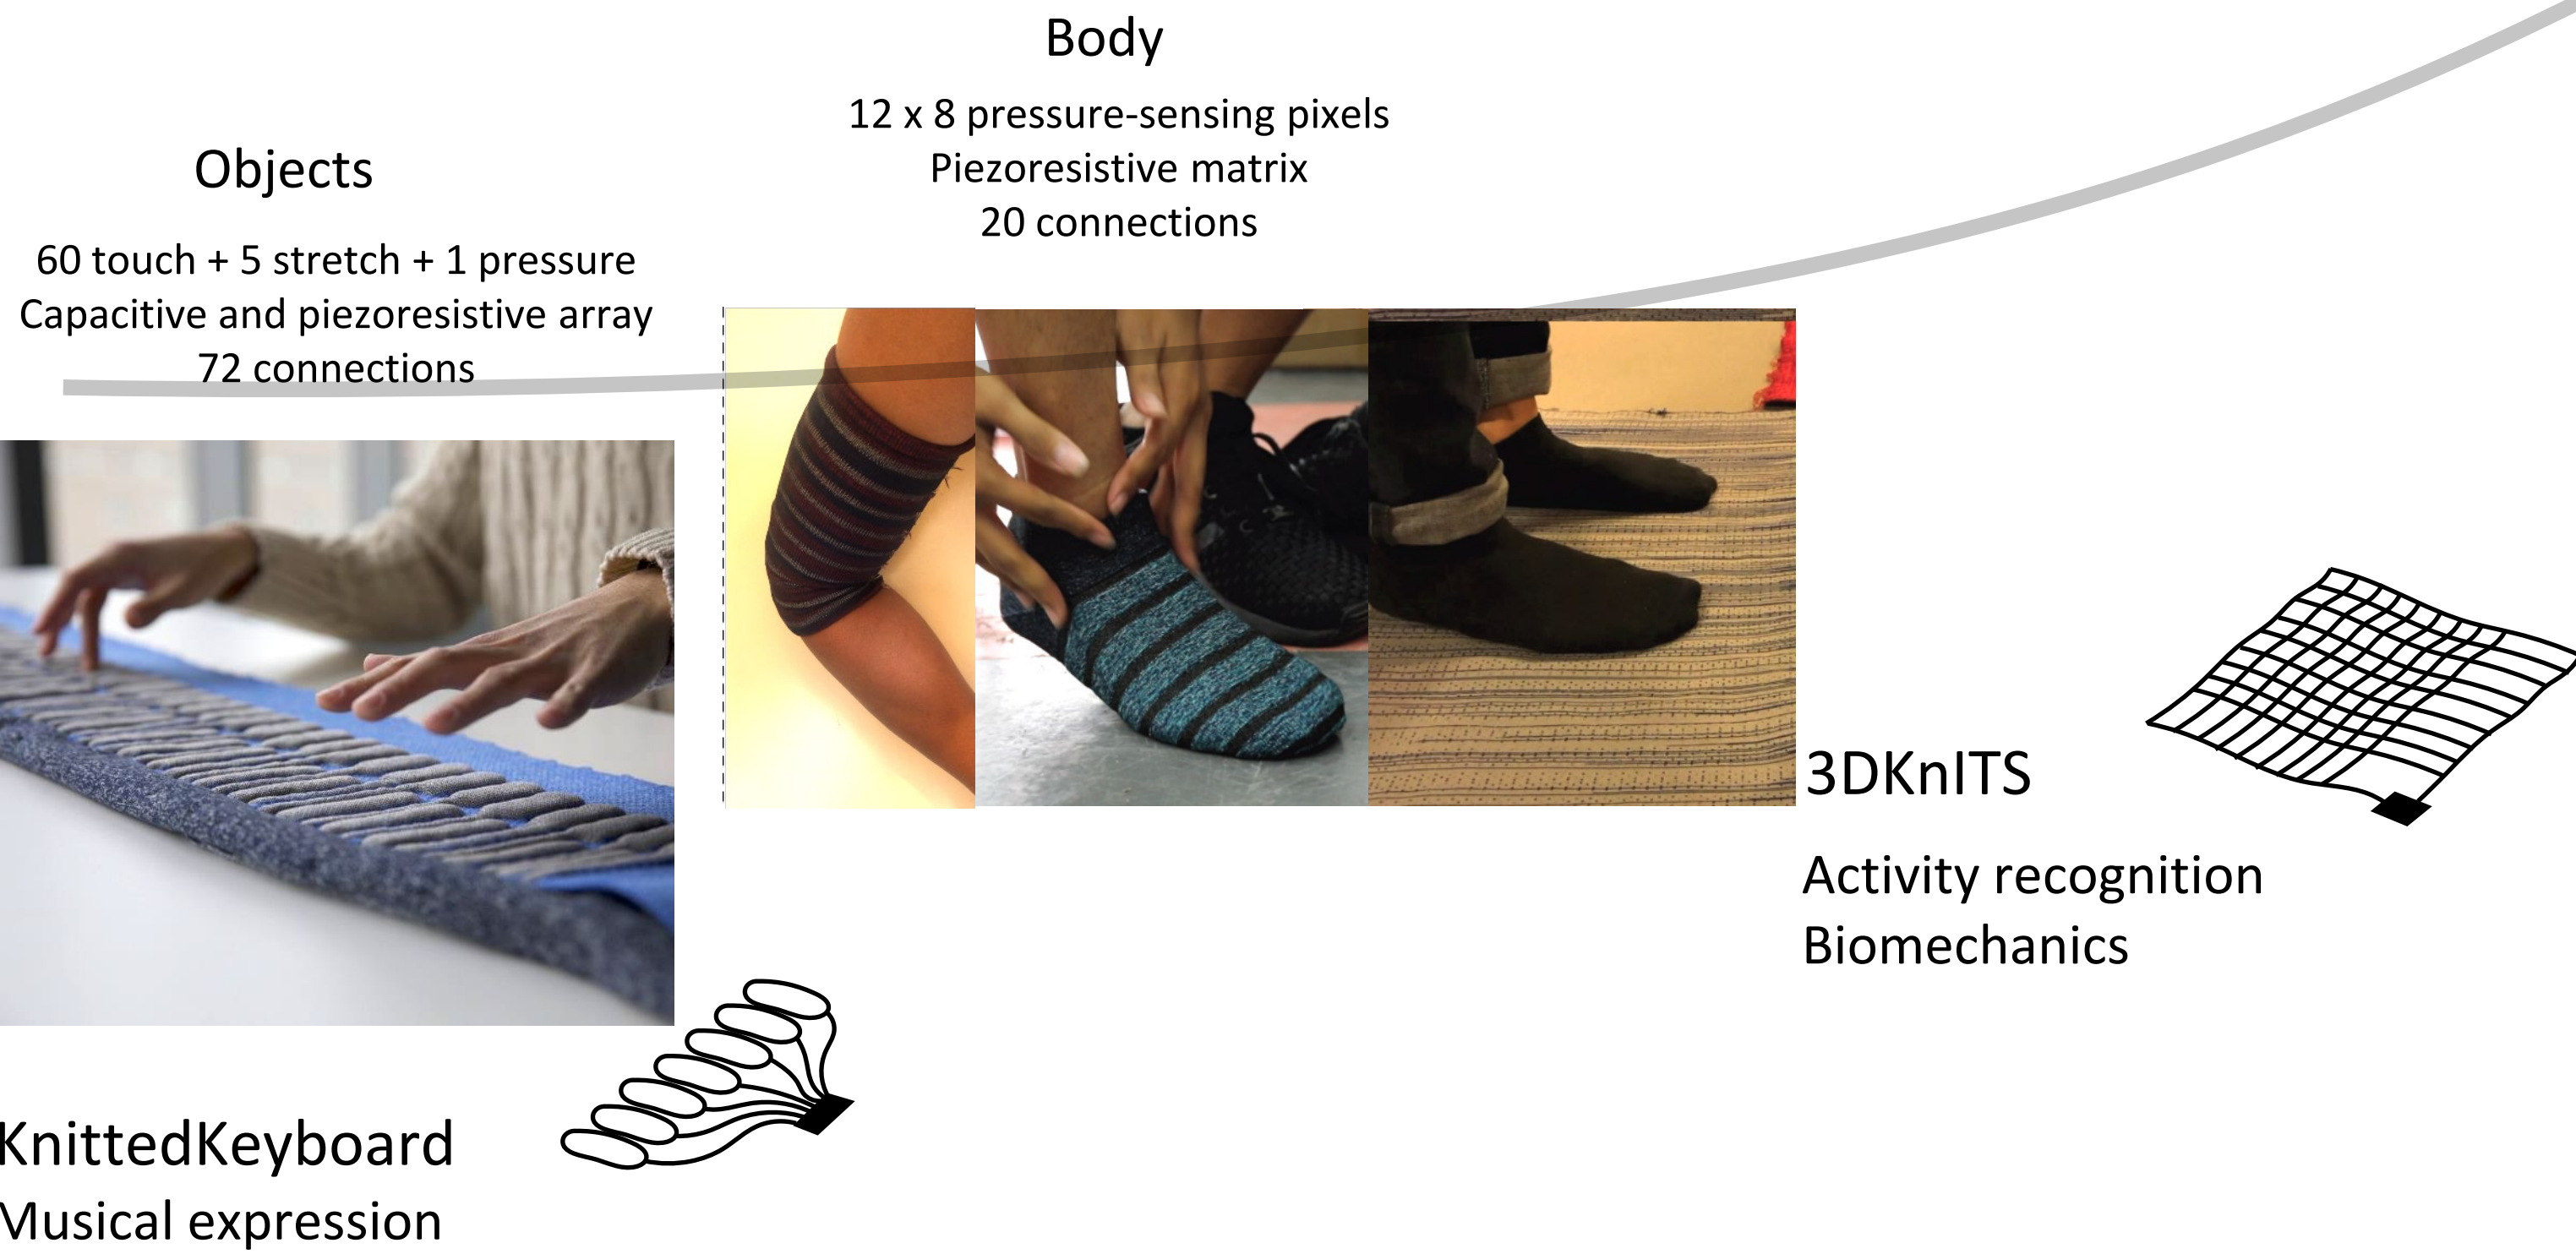 Body
12 x 8 pressure-sensing pixels
Piezoresistive matrix
20 connections
Objects
60 touch + 5 stretch + 1 pressure
Capacitive and piezoresistive array
72 connections
3DKnITS
Activity recognition
Biomechanics
KnittedKeyboard
Musical expression